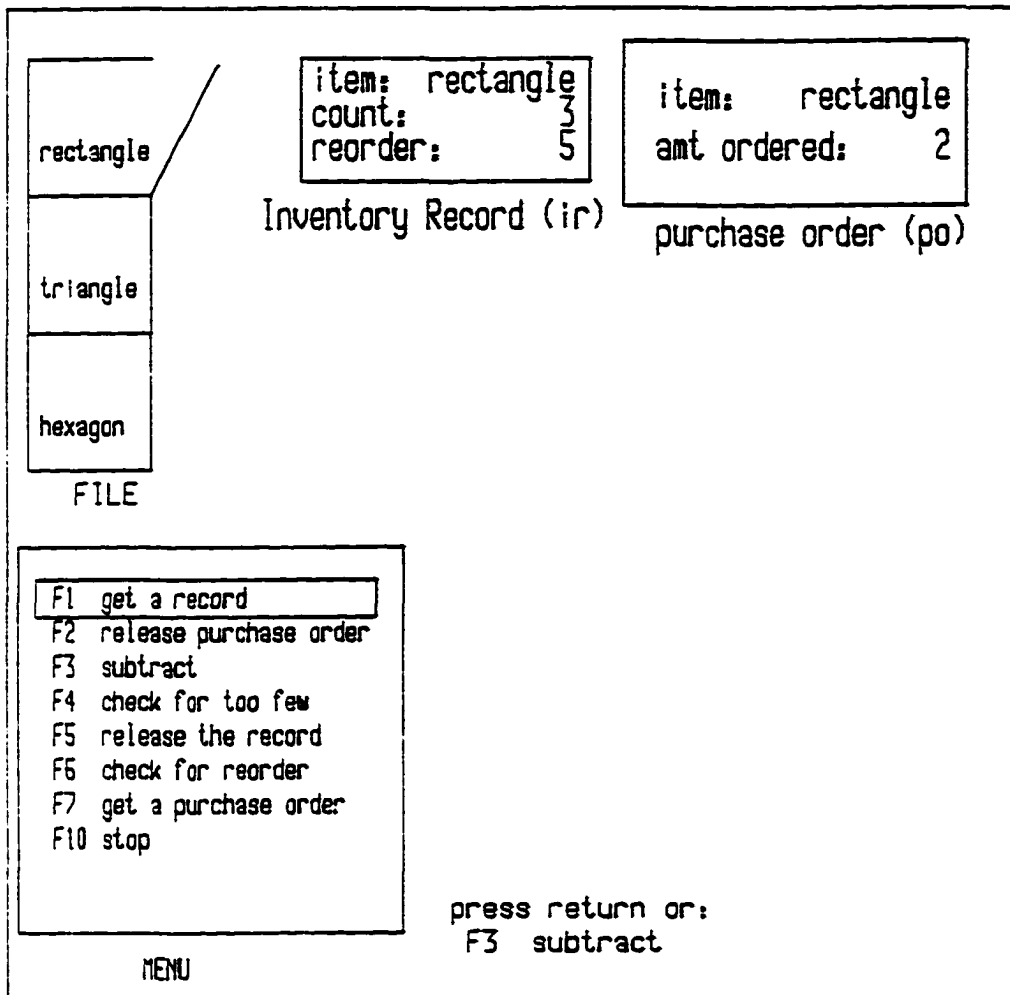 rectangle
triangle
hexagon
FILE
item: rectangle
count: 3
reorder: 5
Inventory Record (ir)
item: rectangle
amt ordered: 2
purchase order (po)
F1 get a record
F2 release purchase order
F3 subtract
F4 check for too few
F5 release the record
F6 check for reorder
F7 get a purchase order
F10 stop
MENU
press return or:
F3 subtract